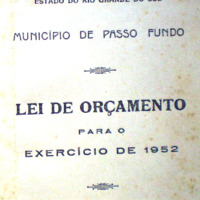 ESTADO DO RIO GRANDE DO SUL
MUNICÍPIO DE PASSO FUNDO
LEI DE ORÇAMENTO
PARA O
EXERCÍCIO DE 1952